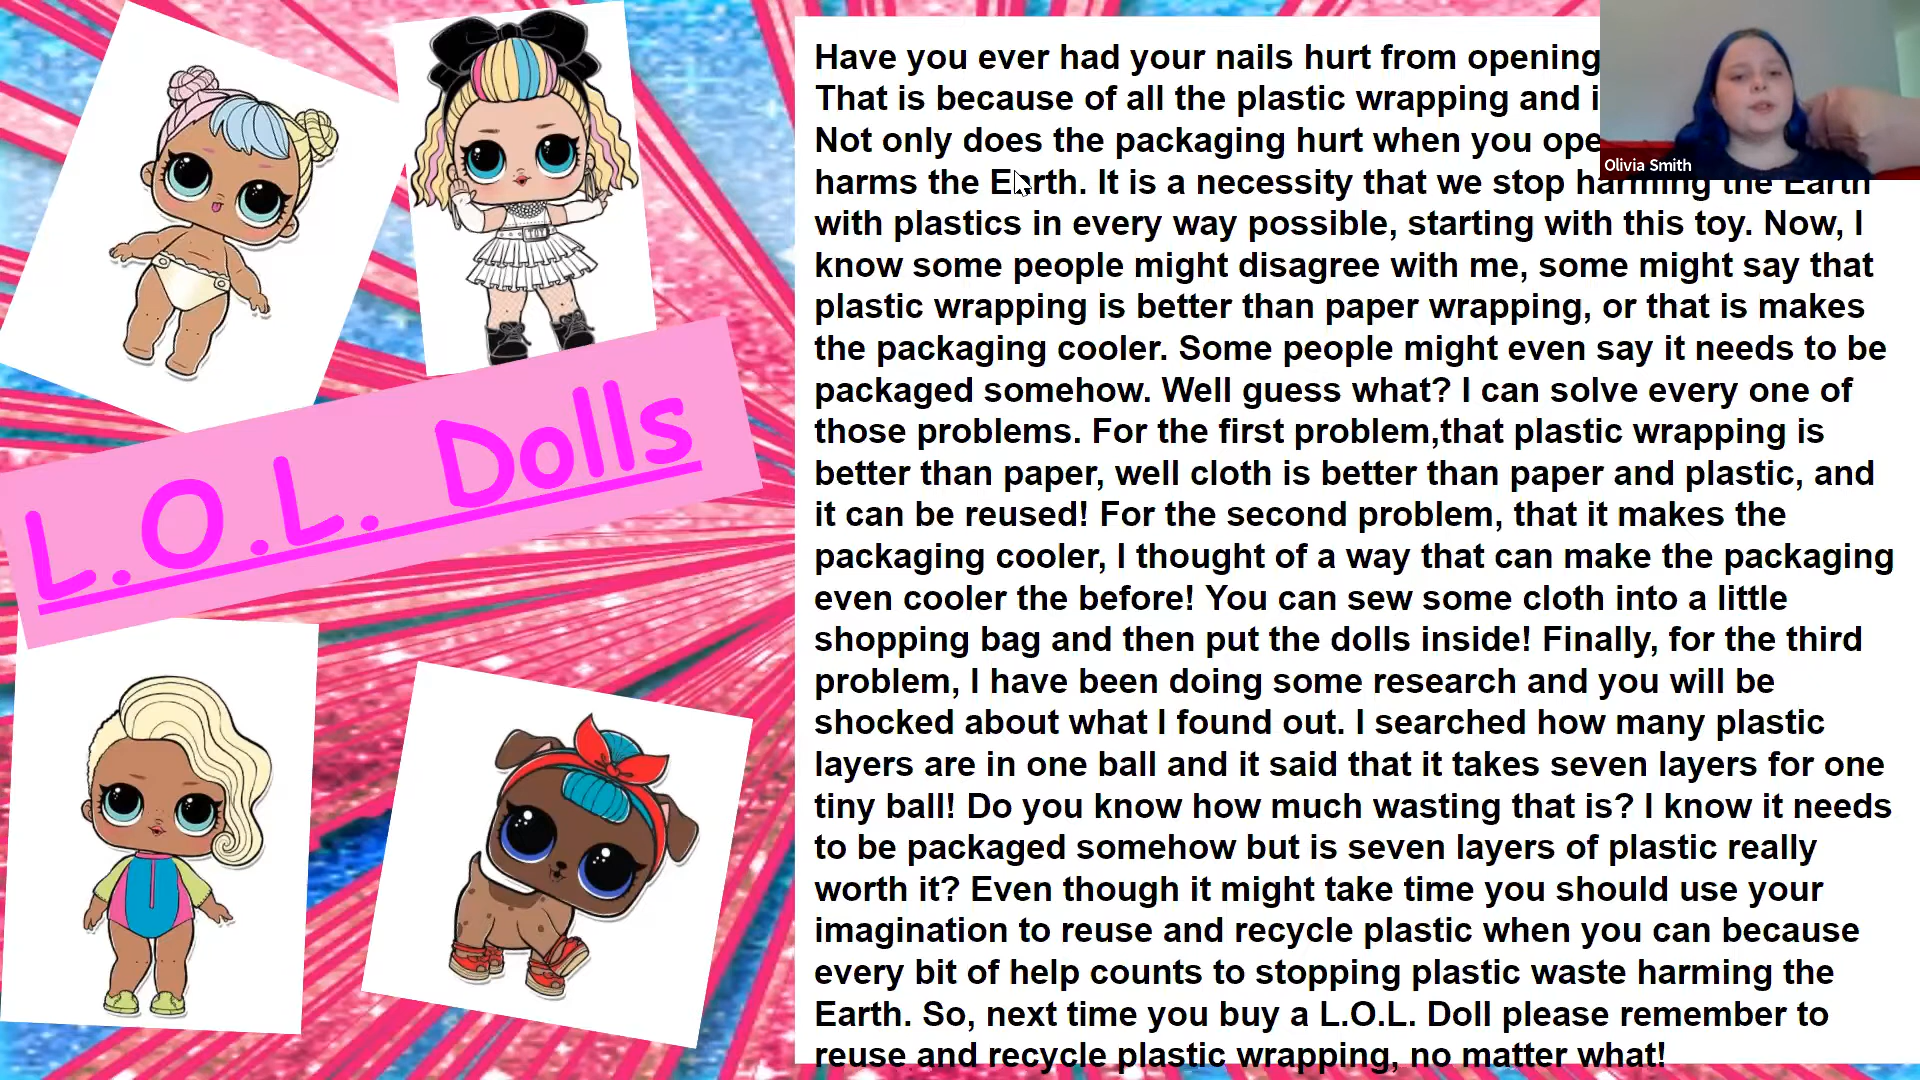 L.O.L. Dolls
Have you ever had your nails hurt from opening
That is because of all the plastic wrapping and
Not only does the packaging hurt when you
harms the Earth. It is a necessity that we stop harming the Earth
with plastics in every way possible, starting with this toy. Now, I
know some people might disagree with me, some might say that
plastic wrapping is better than paper wrapping, or that is makes
the packaging cooler. Some people might even say it needs to be
packaged somehow. Well guess what? I can solve every one of
those problems. For the first problem,that plastic wrapping is
better than paper, well cloth is better than paper and plastic, and
it can be reused! For the second problem, that it makes the
packaging cooler, I thought of a way that can make the packaging
even cooler the before! You can sew some cloth into a little
shopping bag and then put the dolls inside! Finally, for the third
problem, I have been doing some research and you will be
shocked about what I found out. I searched how many plastic
layers are in one ball and it said that it takes seven layers for one
tiny ball! Do you know how much wasting that is? I know it needs
to be packaged somehow but is seven layers of plastic really
worth it? Even though it might take time you should use your
imagination to reuse and recycle plastic when you can because
every bit of help counts to stopping plastic waste harming the
Earth. So, next time you buy a L.O.L. Doll please remember to
reuse and recycle plastic wrapping, no matter what!
Olivia Smith